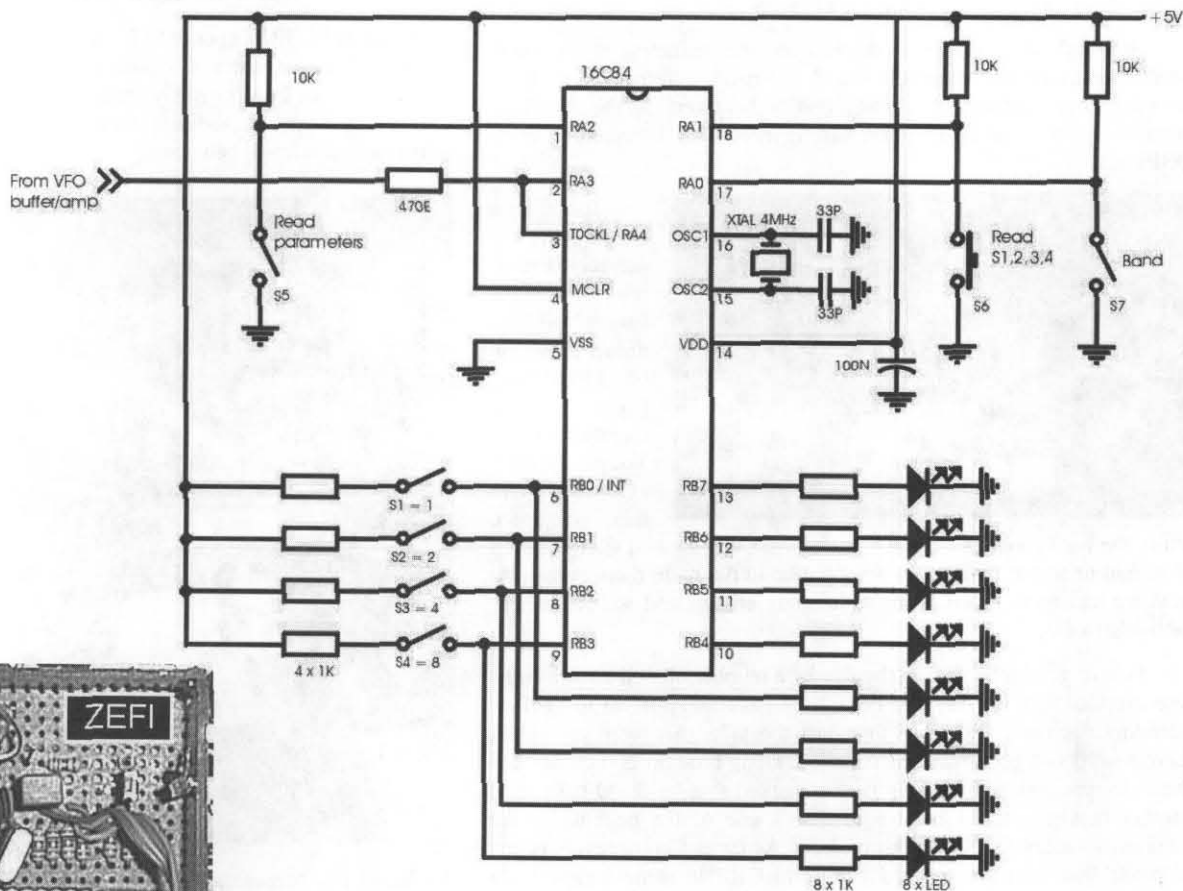 +5V
10K
16C84
10K
10K
RA2
1
RA1
18
From VFO
buffer/amp
470E
RA3
2
RA0
17
Read
parameters
S5
T0CKL / RA4
3
OSC1
16
XTAL 4MHz
33P
Read
S1,2,3,4
S6
Band
S7
MCLR
4
OSC2
15
33P
VSS
5
VDD
14
100N
RB0 / INT
6
S1 = 1
RB7
13
RB1
7
S2 = 2
RB6
12
RB2
8
S3 = 4
RB5
11
RB3
9
S4 = 8
RB4
10
4 x 1K
ZEFI
8 x 1K
8 x LED